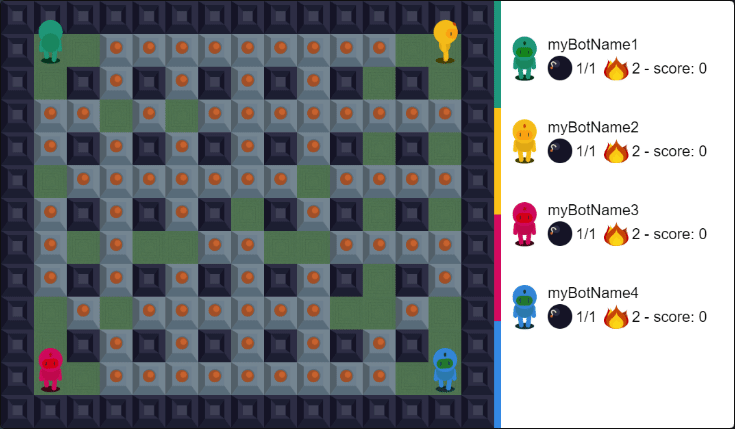 myBotName1
1/1 2 - score: 0
myBotName2
1/1 2 - score: 0
myBotName3
1/1 2 - score: 0
myBotName4
1/1 2 - score: 0